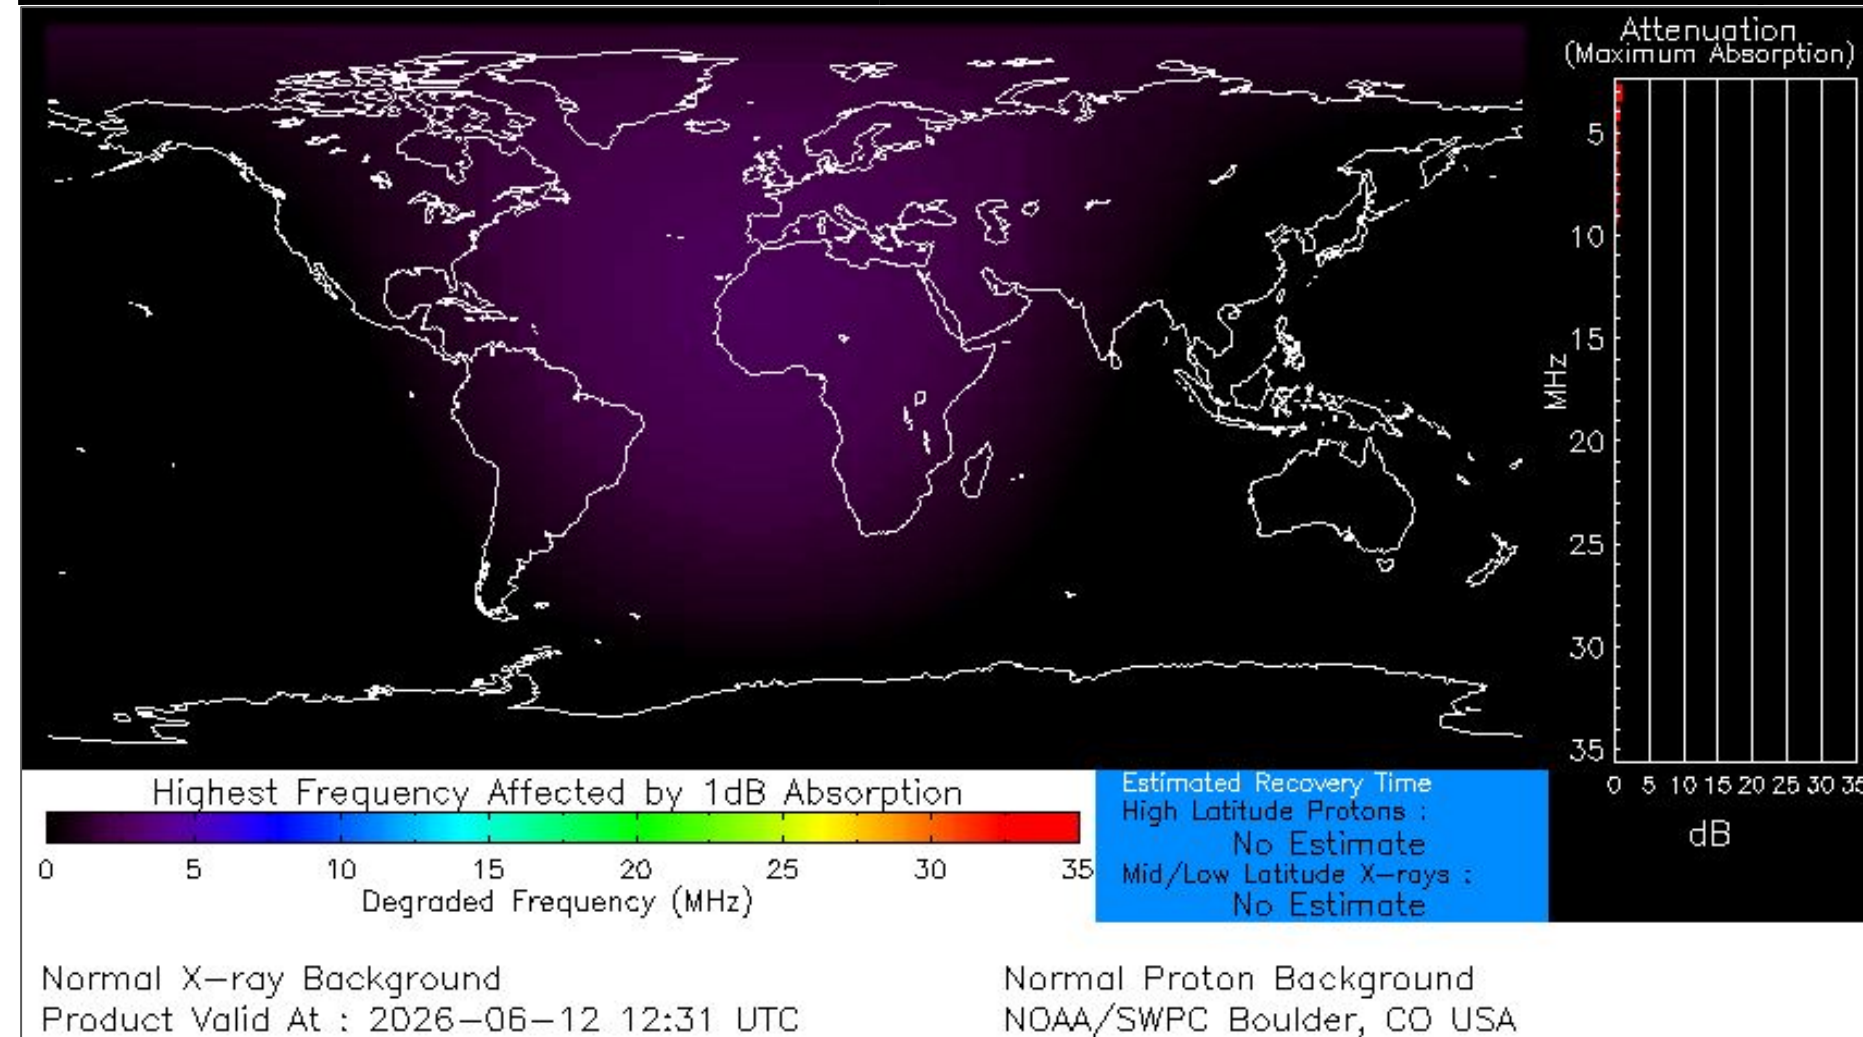 Attenuation
(Maximum Absorption)
5
10
15
20
25
30
35
MHz
0 5 10 15 20 25 30 35
dB
Highest Frequency Affected by 1dB Absorption
0 5 10 15 20 25 30 35
Degraded Frequency (MHz)
Estimated Recovery Time
High Latitude Protons :
No Estimate
Mid/Low Latitude X-rays :
No Estimate
Normal X-ray Background
Normal Proton Background
Product Valid At : 2026-06-12 12:31 UTC
NOAA/SWPC Boulder, CO USA